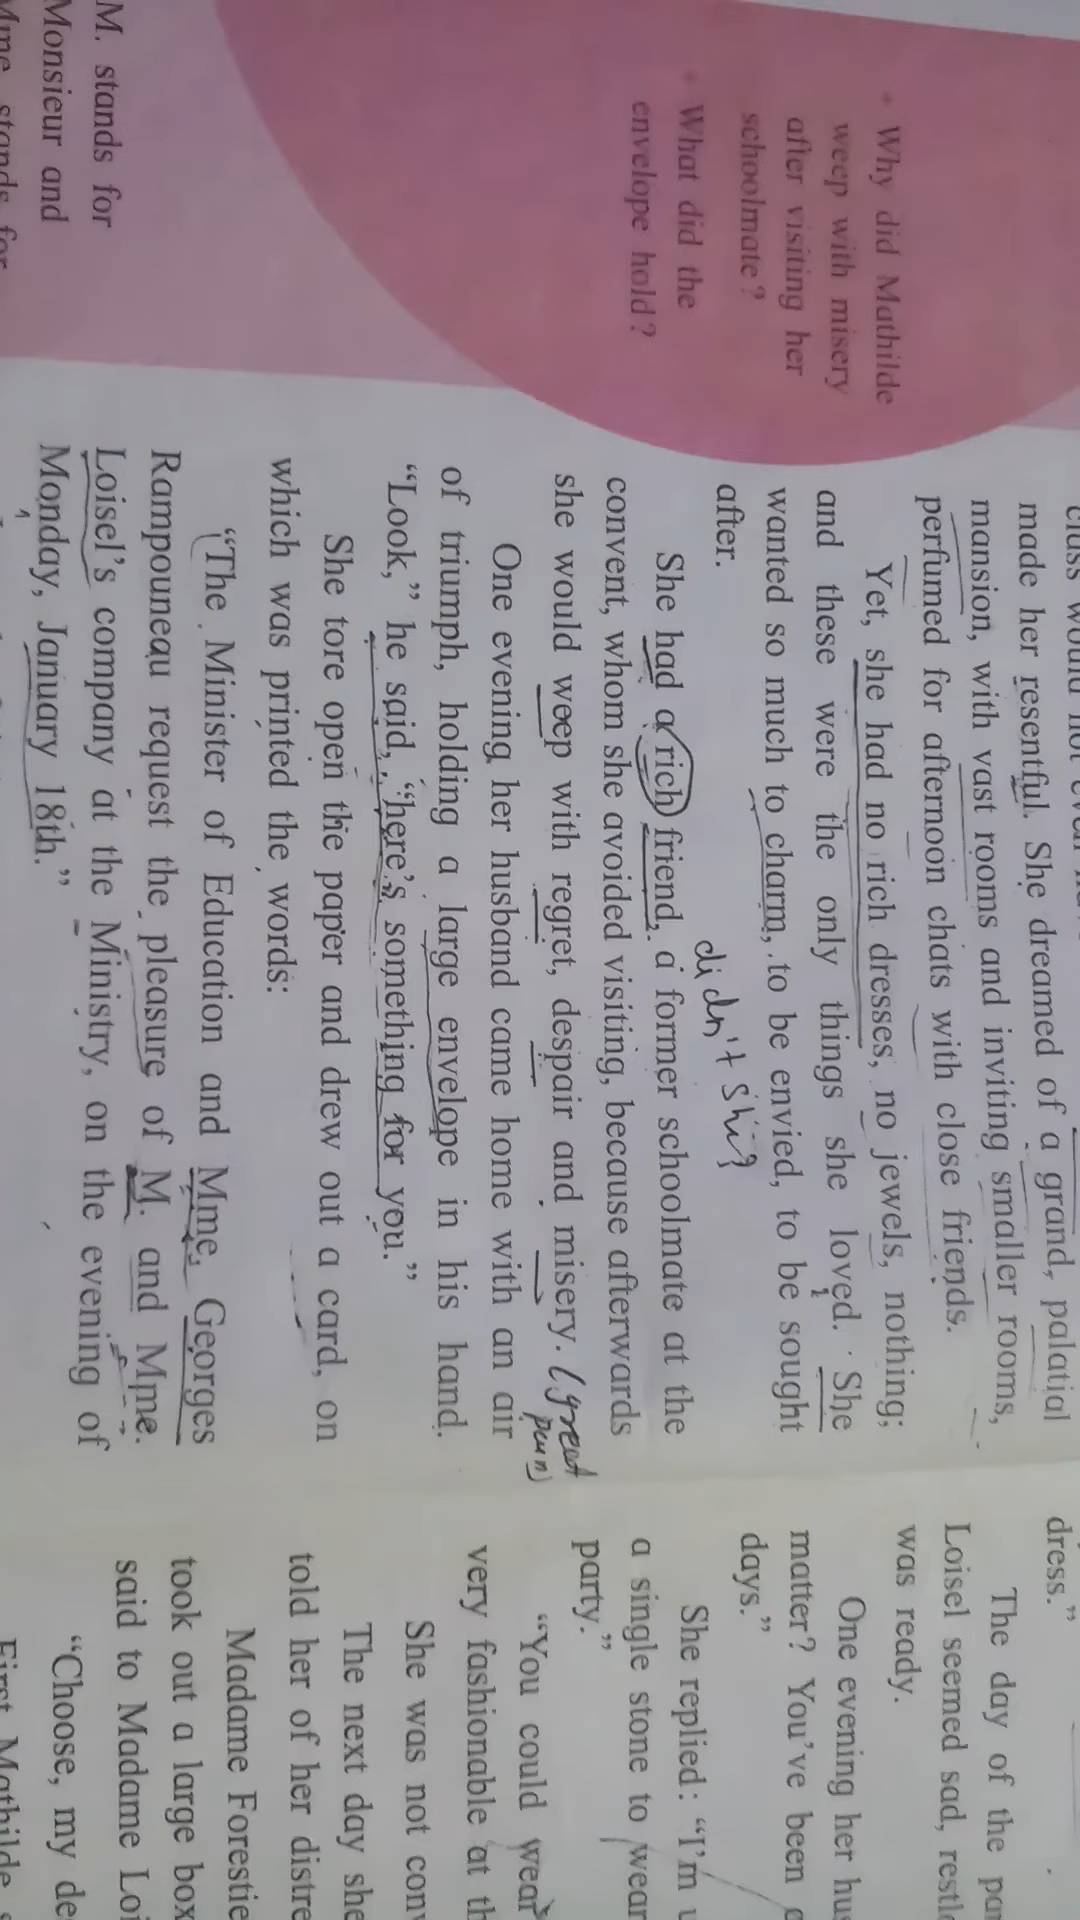 • Why did Mathilde
weep with misery
after visiting her
schoolmate?
• What did the
envelope hold?
M. stands for
Monsieur and
Mme stands for
made her resentful. She dreamed of a grand, palatial
mansion, with vast rooms and inviting smaller rooms,
perfumed for afternoon chats with close friends.
Yet, she had no rich dresses, no jewels, nothing;
and these were the only things she loved. She
wanted so much to charm, to be envied, to be sought
after.
didn't she?
She had a rich friend, a former schoolmate at the
convent, whom she avoided visiting, because afterwards
she would weep with regret, despair and misery. (great
One evening her husband came home with an air
of triumph, holding a large envelope in his hand.
“Look,” he said, “here's something for you.”
She tore open the paper and drew out a card, on
which was printed the words:
“The Minister of Education and Mme. Georges
Rampouneau request the pleasure of M. and Mme.
Loisel's company at the Ministry, on the evening of
Monday, January 18th.”
dress.”
The day of the
Loisel seemed sad,
was ready.
One evening her
matter? You've been
days.”
She replied: “I'm
a single stone to wear
party.”
“You could wear
very fashionable at
She was not
The next day she
told her of her
Madame
took out a large box
said to Madame
“Choose, my
First Mathilde